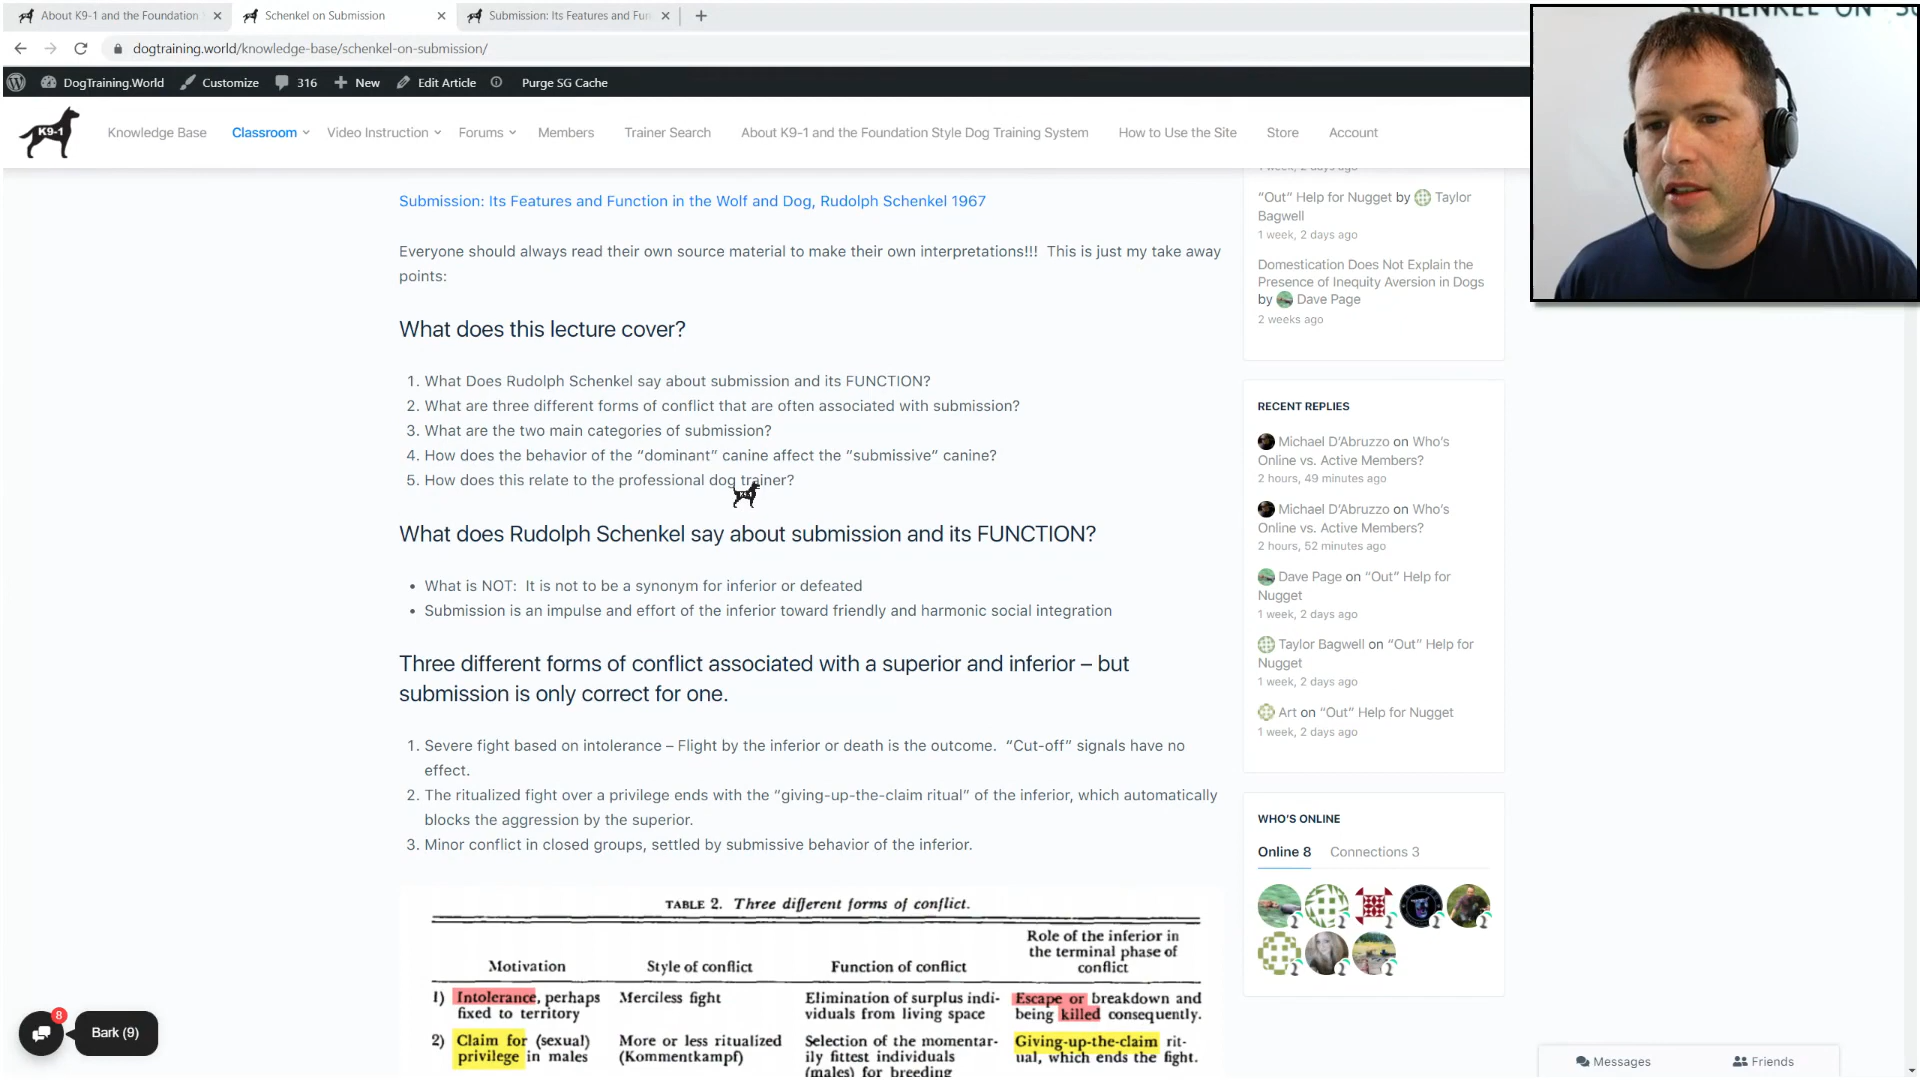 About K9-1 and the Foundation
Schenkel on Submission
Submission: Its Features and Fun
SCHENKEL ON SU
dogtraining.world/knowledge-base/schenkel-on-submission/
DogTraining.World Customize 316 New Edit Article Purge SG Cache
K9-1
Knowledge Base Classroom Video Instruction Forums Members Trainer Search About K9-1 and the Foundation Style Dog Training System How to Use the Site Store Account
Submission: Its Features and Function in the Wolf and Dog, Rudolph Schenkel 1967
Everyone should always read their own source material to make their own interpretations!!! This is just my take away
points:
What does this lecture cover?
1. What Does Rudolph Schenkel say about submission and its FUNCTION?
2. What are three different forms of conflict that are often associated with submission?
3. What are the two main categories of submission?
4. How does the behavior of the “dominant” canine affect the “submissive” canine?
5. How does this relate to the professional dog trainer?
What does Rudolph Schenkel say about submission and its FUNCTION?
• What is NOT: It is not to be a synonym for inferior or defeated
• Submission is an impulse and effort of the inferior toward friendly and harmonic social integration
Three different forms of conflict associated with a superior and inferior – but
submission is only correct for one.
1. Severe fight based on intolerance – Flight by the inferior or death is the outcome. “Cut-off” signals have no
effect.
2. The ritualized fight over a privilege ends with the “giving-up-the-claim ritual” of the inferior, which automatically
blocks the aggression by the superior.
3. Minor conflict in closed groups, settled by submissive behavior of the inferior.
TABLE 2. Three different forms of conflict.
Motivation
Style of conflict
Function of conflict
Role of the inferior in
the terminal phase of
conflict
1) Intolerance, perhaps
fixed to territory
Merciless fight
Elimination of surplus indi-
viduals from living space
Escape or breakdown and
being killed consequently.
2) Claim for (sexual)
privilege in males
More or less ritualized
(Kommentkampf)
Selection of the momentar-
ily fittest individuals
(males) for breeding
Giving-up-the-claim rit-
ual, which ends the fight.
1 week, 2 days ago
“Out” Help for Nugget by Taylor
Bagwell
1 week, 2 days ago
Domestication Does Not Explain the
Presence of Inequity Aversion in Dogs
by Dave Page
2 weeks ago
RECENT REPLIES
Michael D’Abruzzo on Who’s
Online vs. Active Members?
2 hours, 49 minutes ago
Michael D’Abruzzo on Who’s
Online vs. Active Members?
2 hours, 52 minutes ago
Dave Page on “Out” Help for
Nugget
1 week, 2 days ago
Taylor Bagwell on “Out” Help for
Nugget
1 week, 2 days ago
Art on “Out” Help for Nugget
1 week, 2 days ago
WHO’S ONLINE
Online 8 Connections 3
8
Bark (9)
Messages Friends